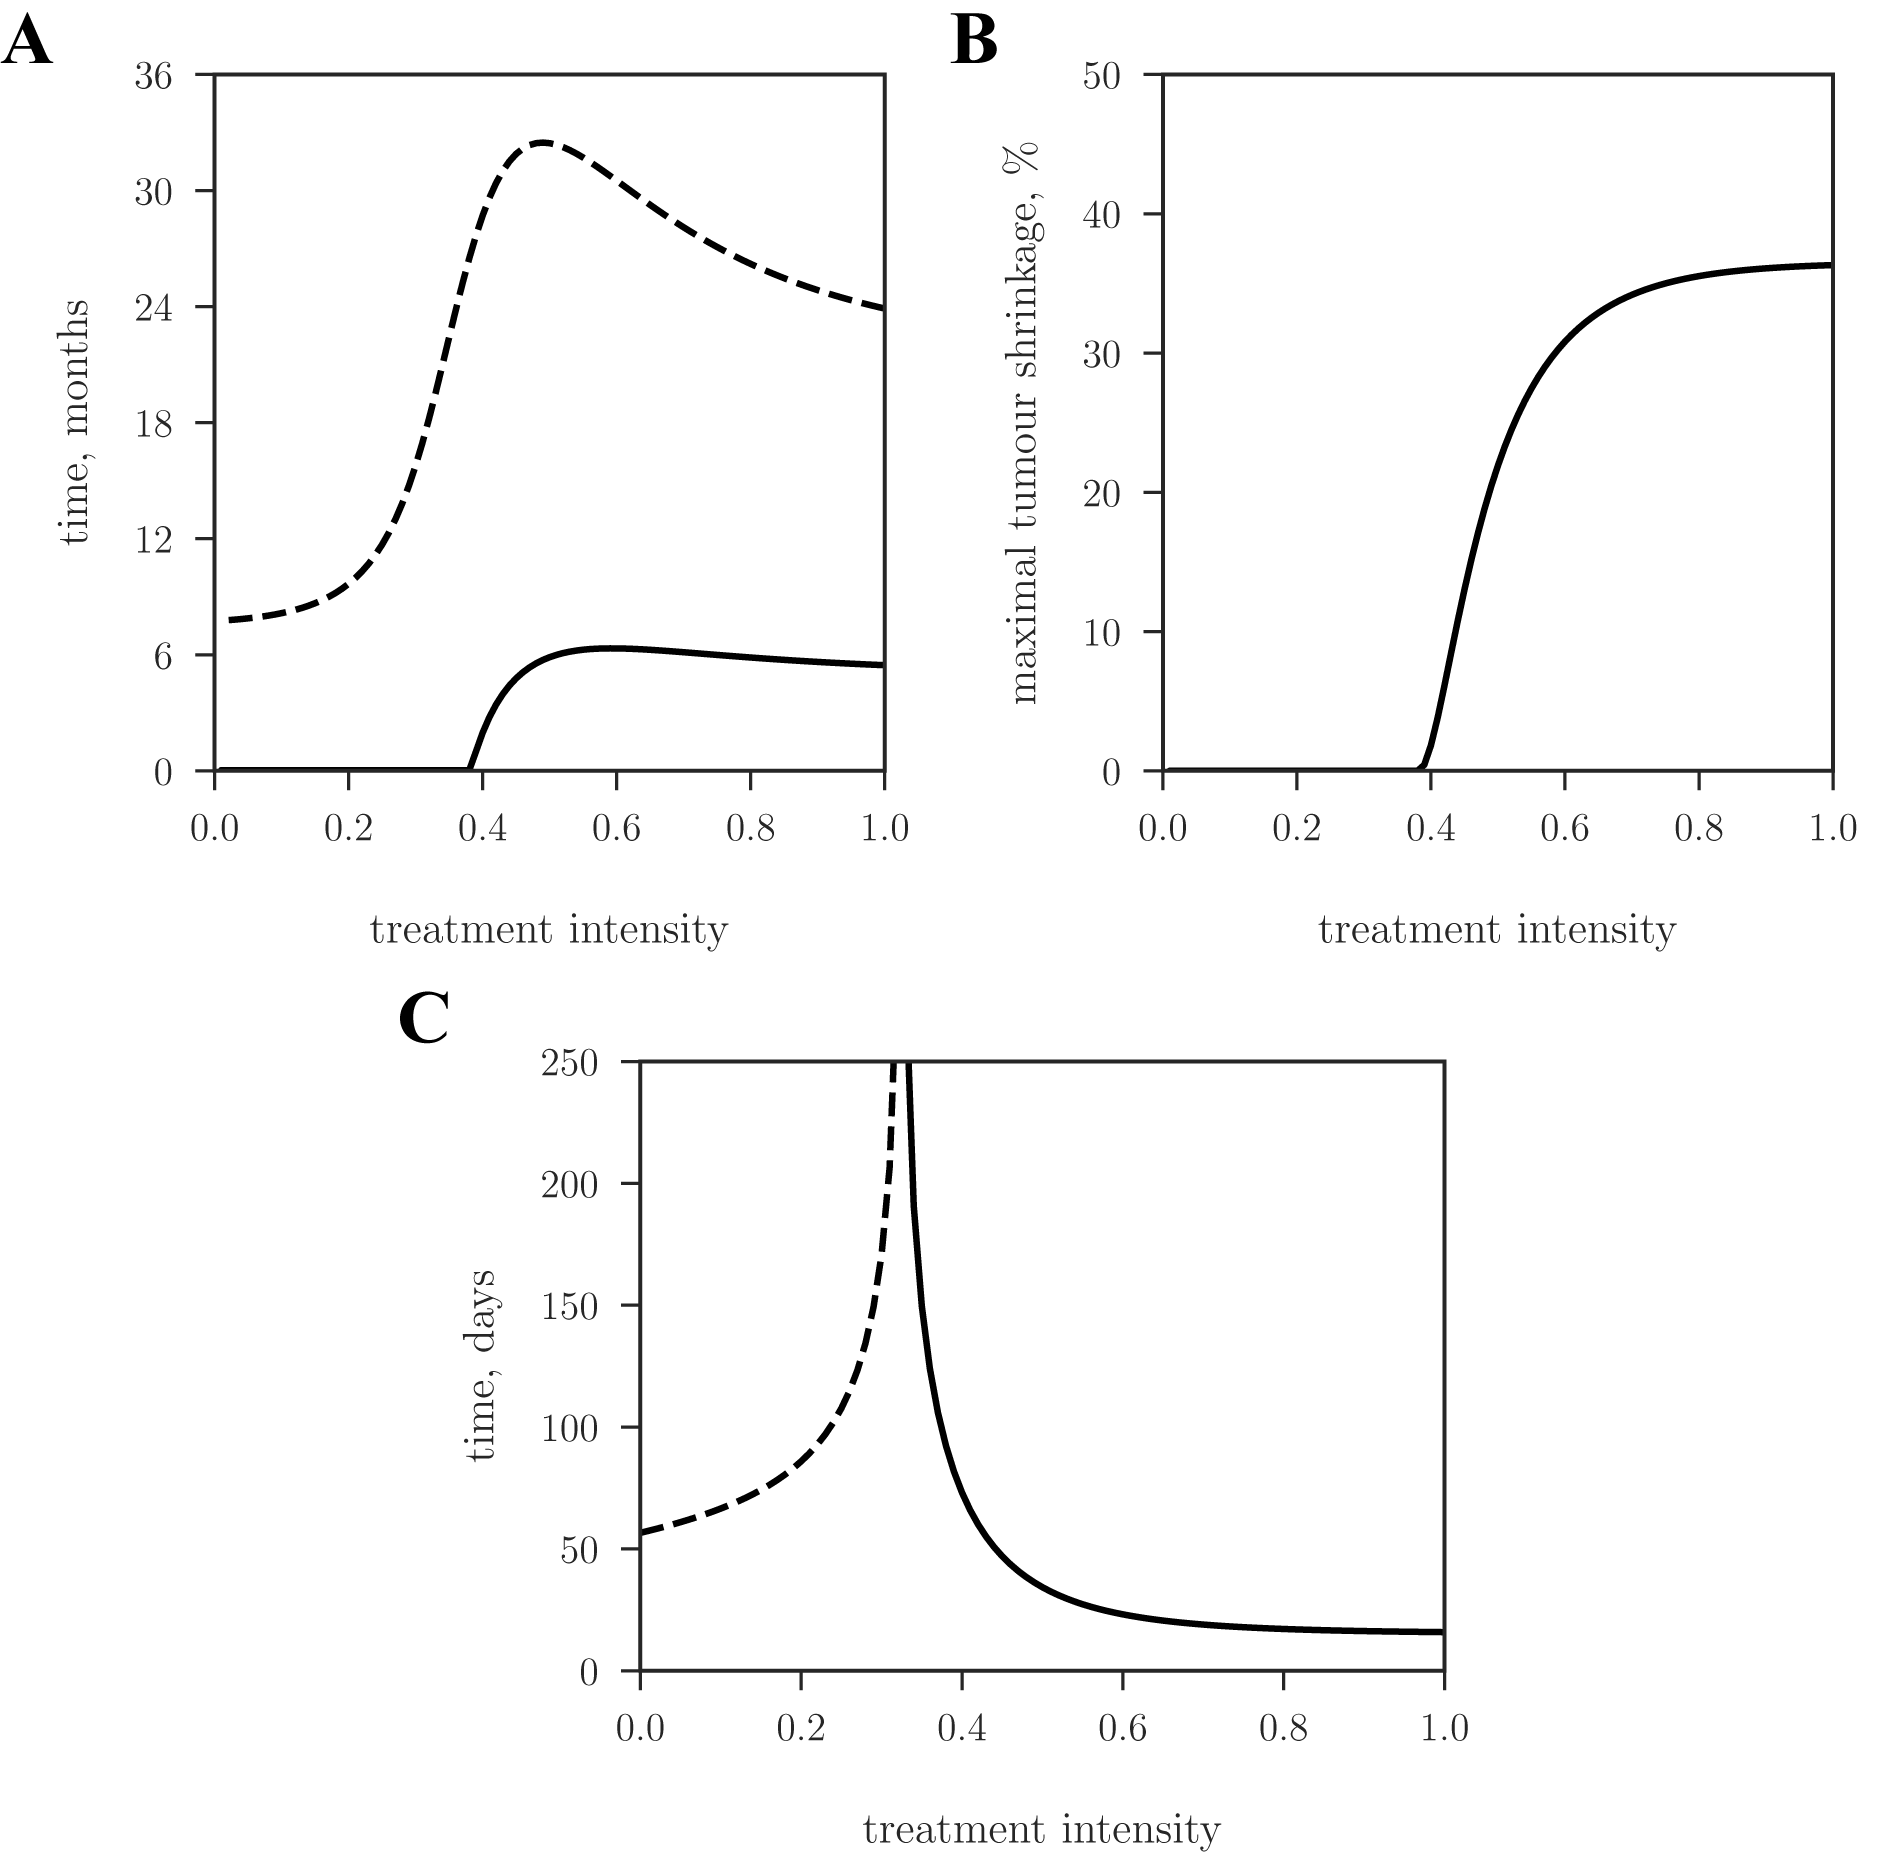 A
36
30
24
18
12
6
0
time, months
0.0 0.2 0.4 0.6 0.8 1.0
treatment intensity
B
50
40
30
20
10
0
maximal tumour shrinkage, %
0.0 0.2 0.4 0.6 0.8 1.0
treatment intensity
C
250
200
150
100
50
0
time, days
0.0 0.2 0.4 0.6 0.8 1.0
treatment intensity